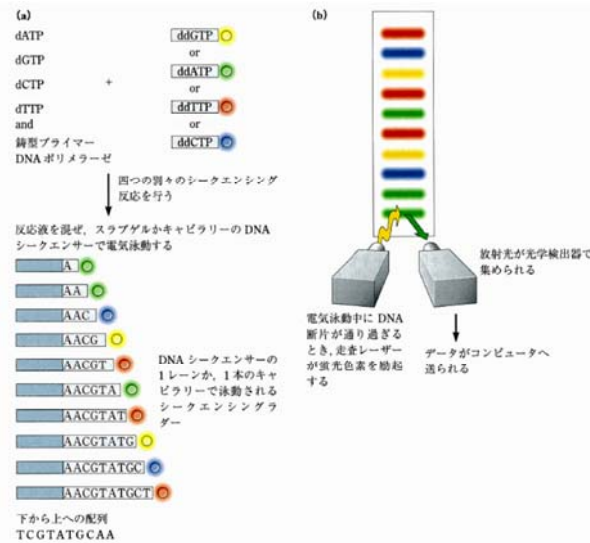 (a)
dATP
dGTP
dCTP
dTTP
and
鋳型プライマー
DNA ポリメラーゼ
+
ddGTP
or
ddATP
or
ddTTP
or
ddCTP
四つの別々のシークエンシング
反応を行う
反応液を混ぜ，スラブゲルかキャピラリーの DNA
シークエンサーで電気泳動する
A
AA
AAC
AACG
AACGT
AACGTA
AACGTAT
AACGTATG
AACGTATGC
AACGTATGCT
DNA シークエンサーの
1レーンか，1本のキャ
ピラリーで泳動される
シークエンシングラ
ダー
下から上への配列
TCGTATGCAA
(b)
電気泳動中に DNA
断片が通り過ぎる
とき，走査レーザー
が蛍光色素を励起
する
放射光が光学検出器で
集められる
データがコンピュータへ
送られる